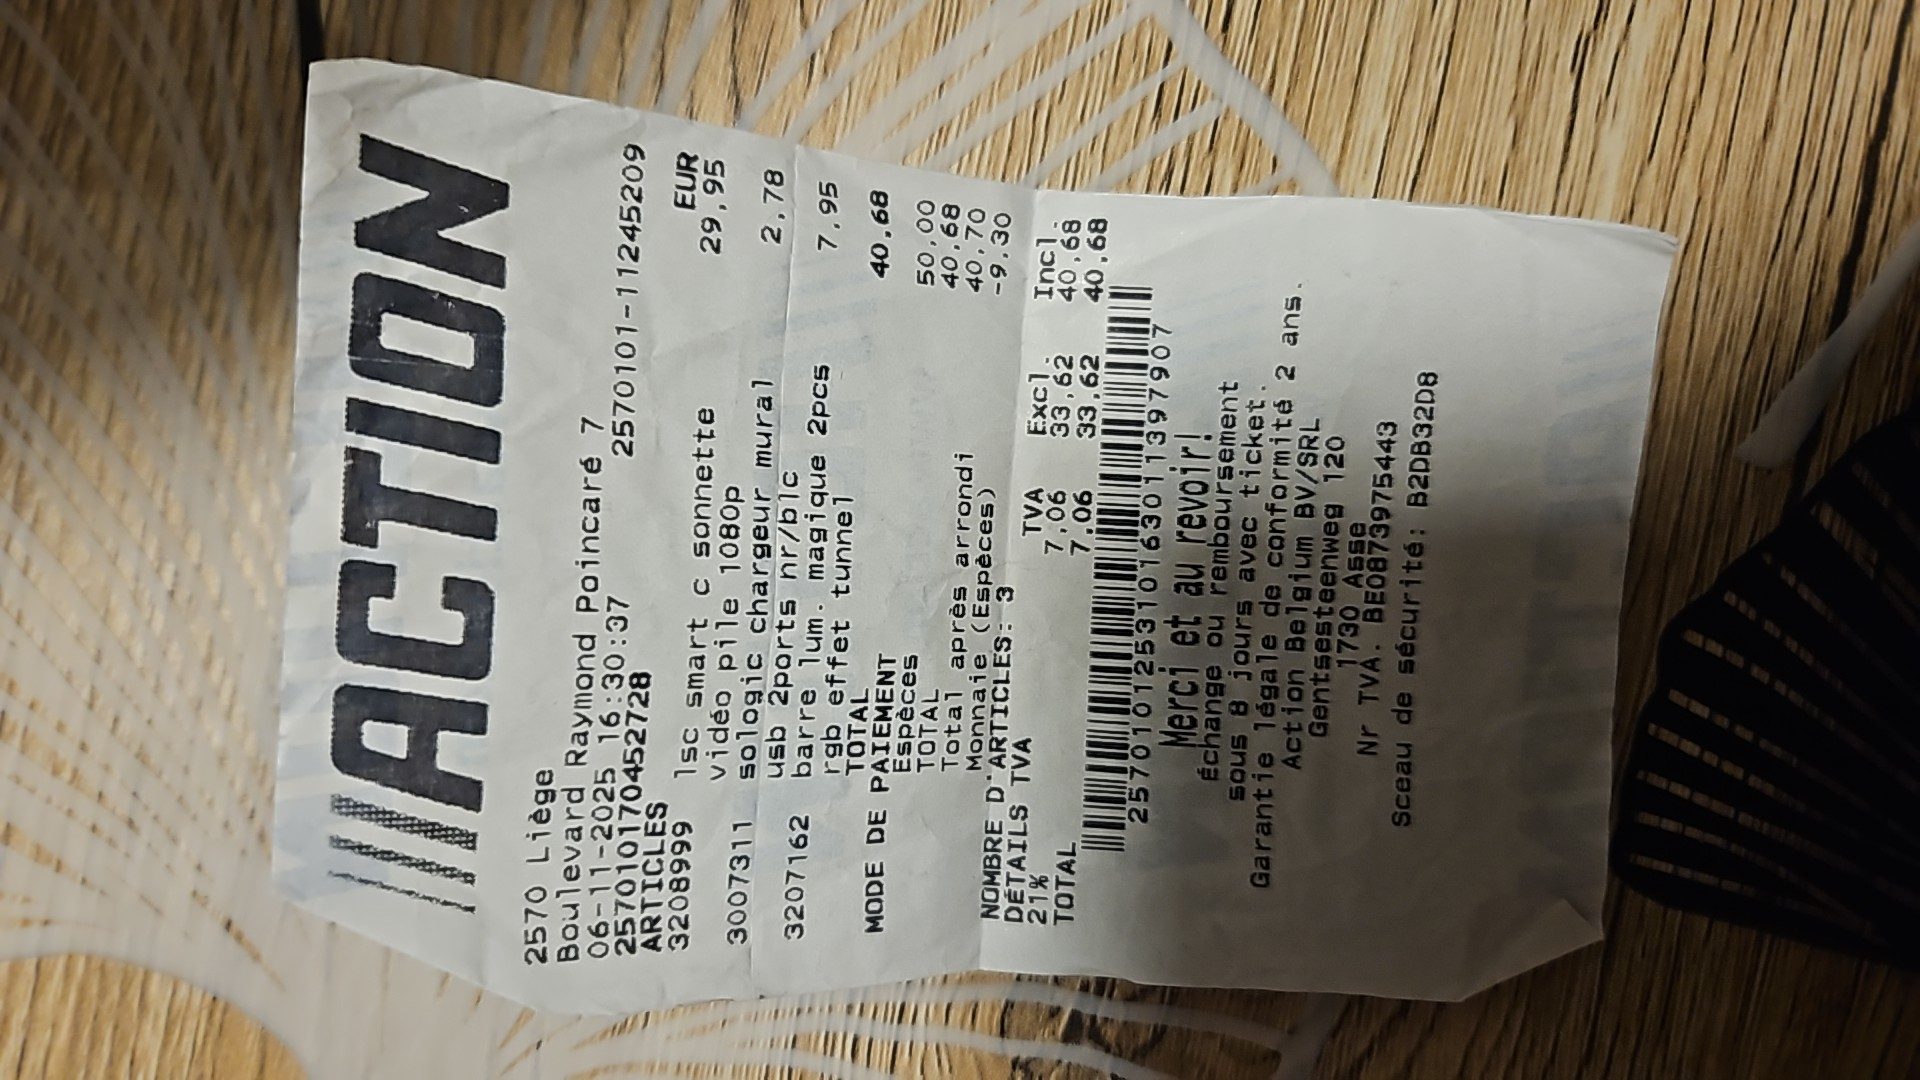 ACTION
2570 Liège
Boulevard Raymond Poincaré 7
06-11-2025 16:30:37 2570101-11245209
25701017045272​8
ARTICLES EUR
3208999 lsc smart c sonnette 29,95
vidéo pile 1080p
3007311 sologic chargeur mural 2,78
usb 2ports nr/blc
3207162 barre lum. magique 2pcs 7,95
rgb effet tunnel
TOTAL 40,68
MODE DE PAIEMENT
Espèces 50,00
TOTAL 40,68
Total après arrondi 40,70
Monnaie (Espèces) -9,30
NOMBRE D'ARTICLES: 3
DÉTAILS TVA TVA Excl. Incl.
21% 7,06 33,62 40,68
TOTAL 7,06 33,62 40,68
2570101253101630113979​07
Merci et au revoir!
Échange ou remboursement
sous 8 jours avec ticket.
Garantie légale de conformité 2 ans.
Action Belgium BV/SRL
Gentsesteenweg 120
1730 Asse
Nr TVA. BE0873975443
Sceau de sécurité: B2DB32D8